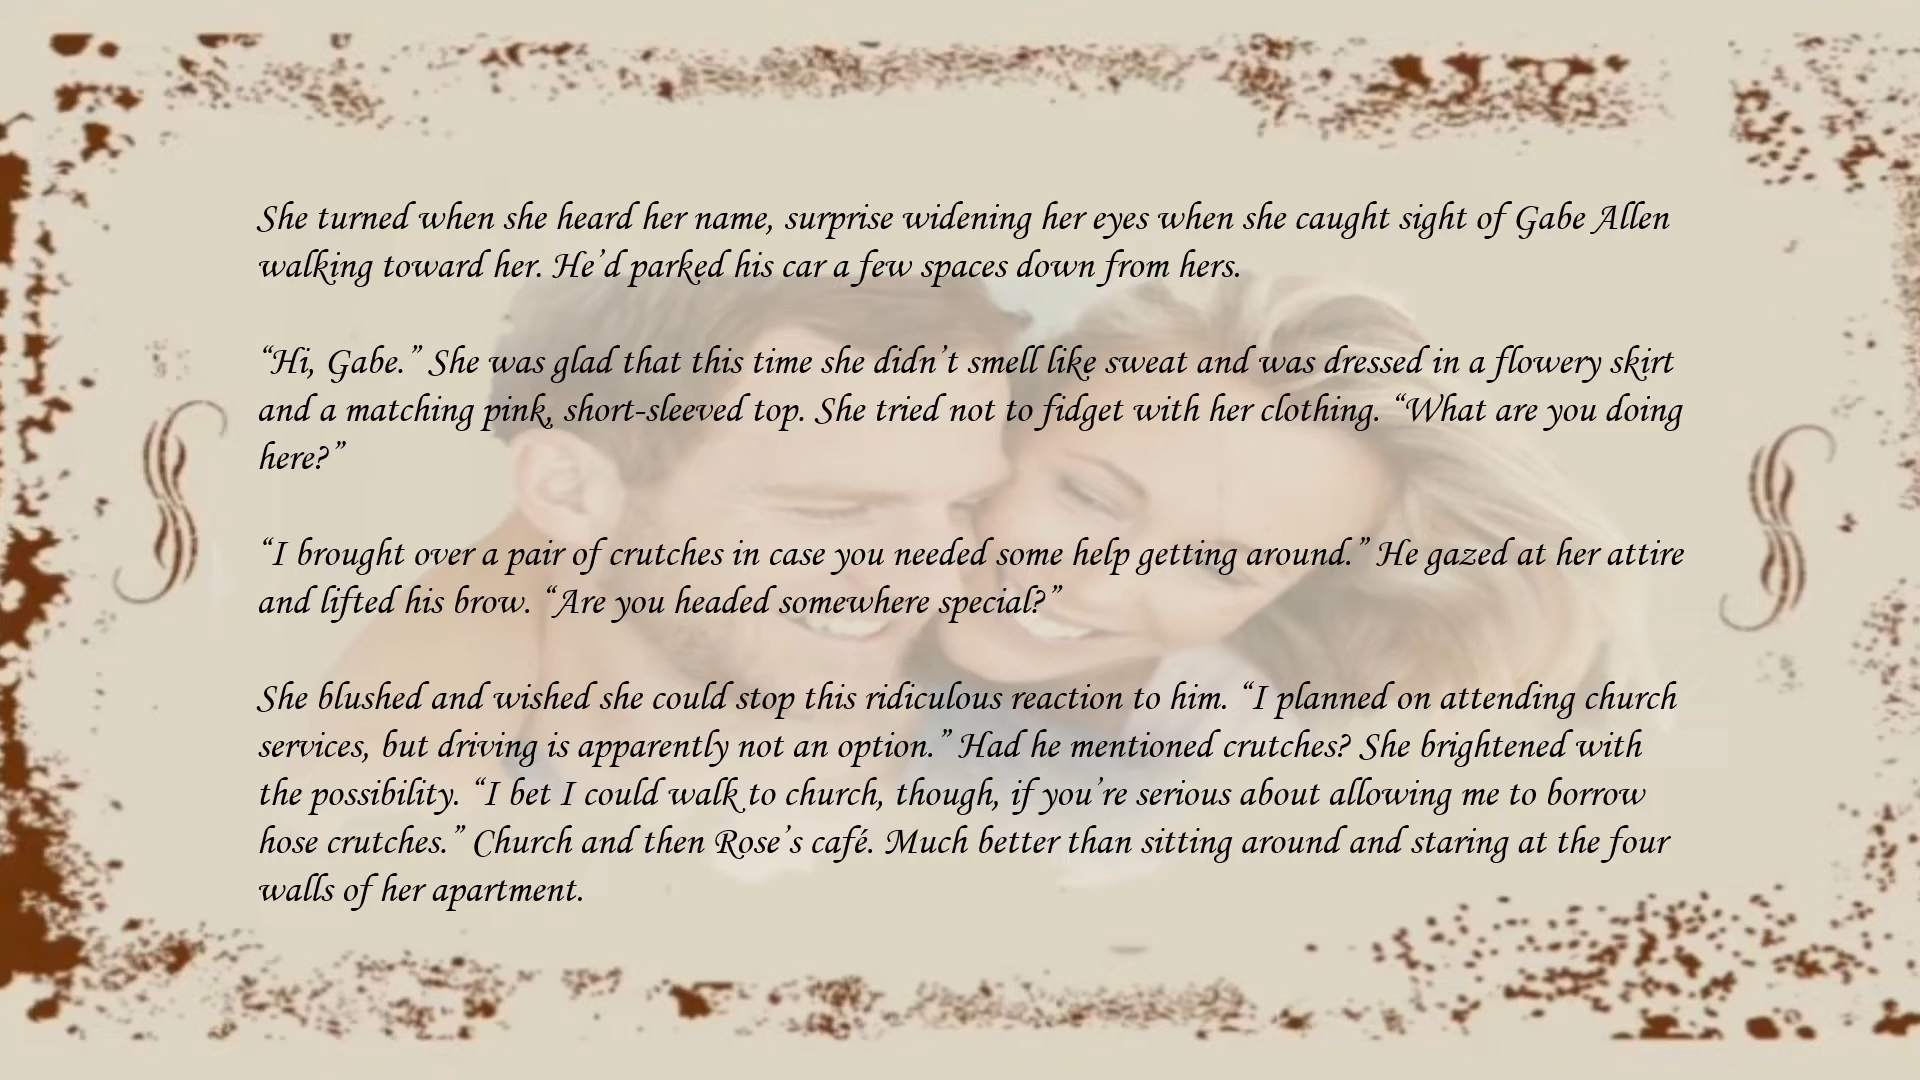 She turned when she heard her name, surprise widening her eyes when she caught sight of Gabe Allen
walking toward her. He’d parked his car a few spaces down from hers.
“Hi, Gabe.” She was glad that this time she didn’t smell like sweat and was dressed in a flowery skirt
and a matching pink, short-sleeved top. She tried not to fidget with her clothing. “What are you doing
here?”
“I brought over a pair of crutches in case you needed some help getting around.” He gazed at her attire
and lifted his brow. “Are you headed somewhere special?”
She blushed and wished she could stop this ridiculous reaction to him. “I planned on attending church
services, but driving is apparently not an option.” Had he mentioned crutches? She brightened with
the possibility. “I bet I could walk to church, though, if you’re serious about allowing me to borrow
hose crutches.” Church and then Rose’s café. Much better than sitting around and staring at the four
walls of her apartment.